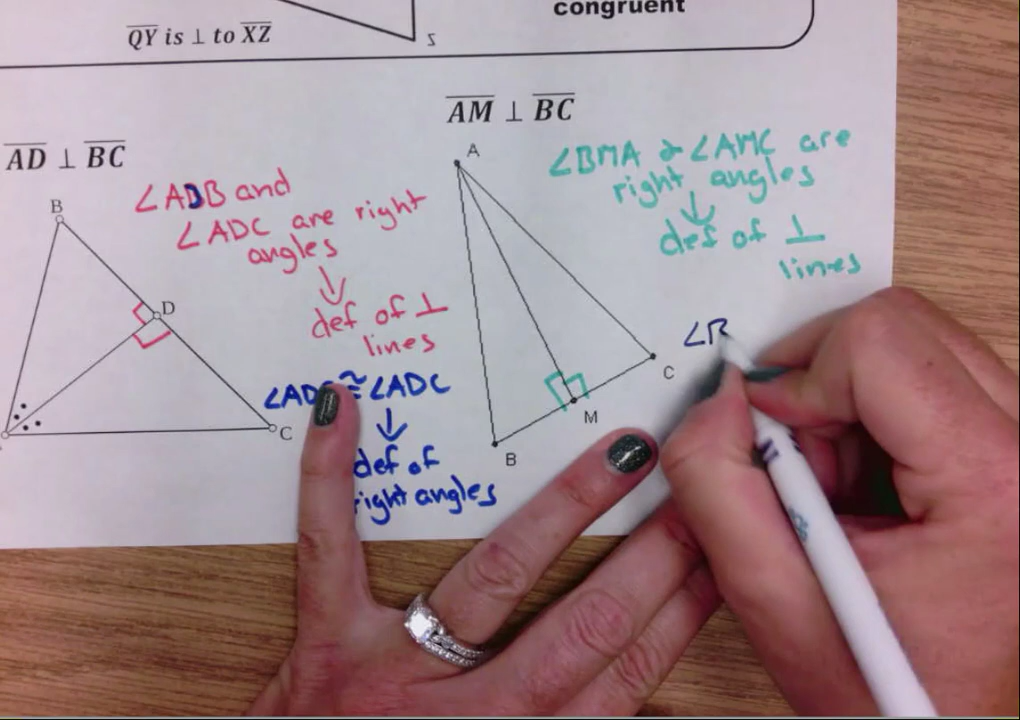 congruent
QY is ⊥ to XZ
Z
AM ⊥ BC
AD ⊥ BC
A
∠BMA & ∠AMC are
right angles
↓
def of ⊥
lines
B
∠ADB and
∠ADC are right
angles
↓
def of ⊥
lines
D
C
∠ADC
↓
def of
right angles
C
M
B
∠B